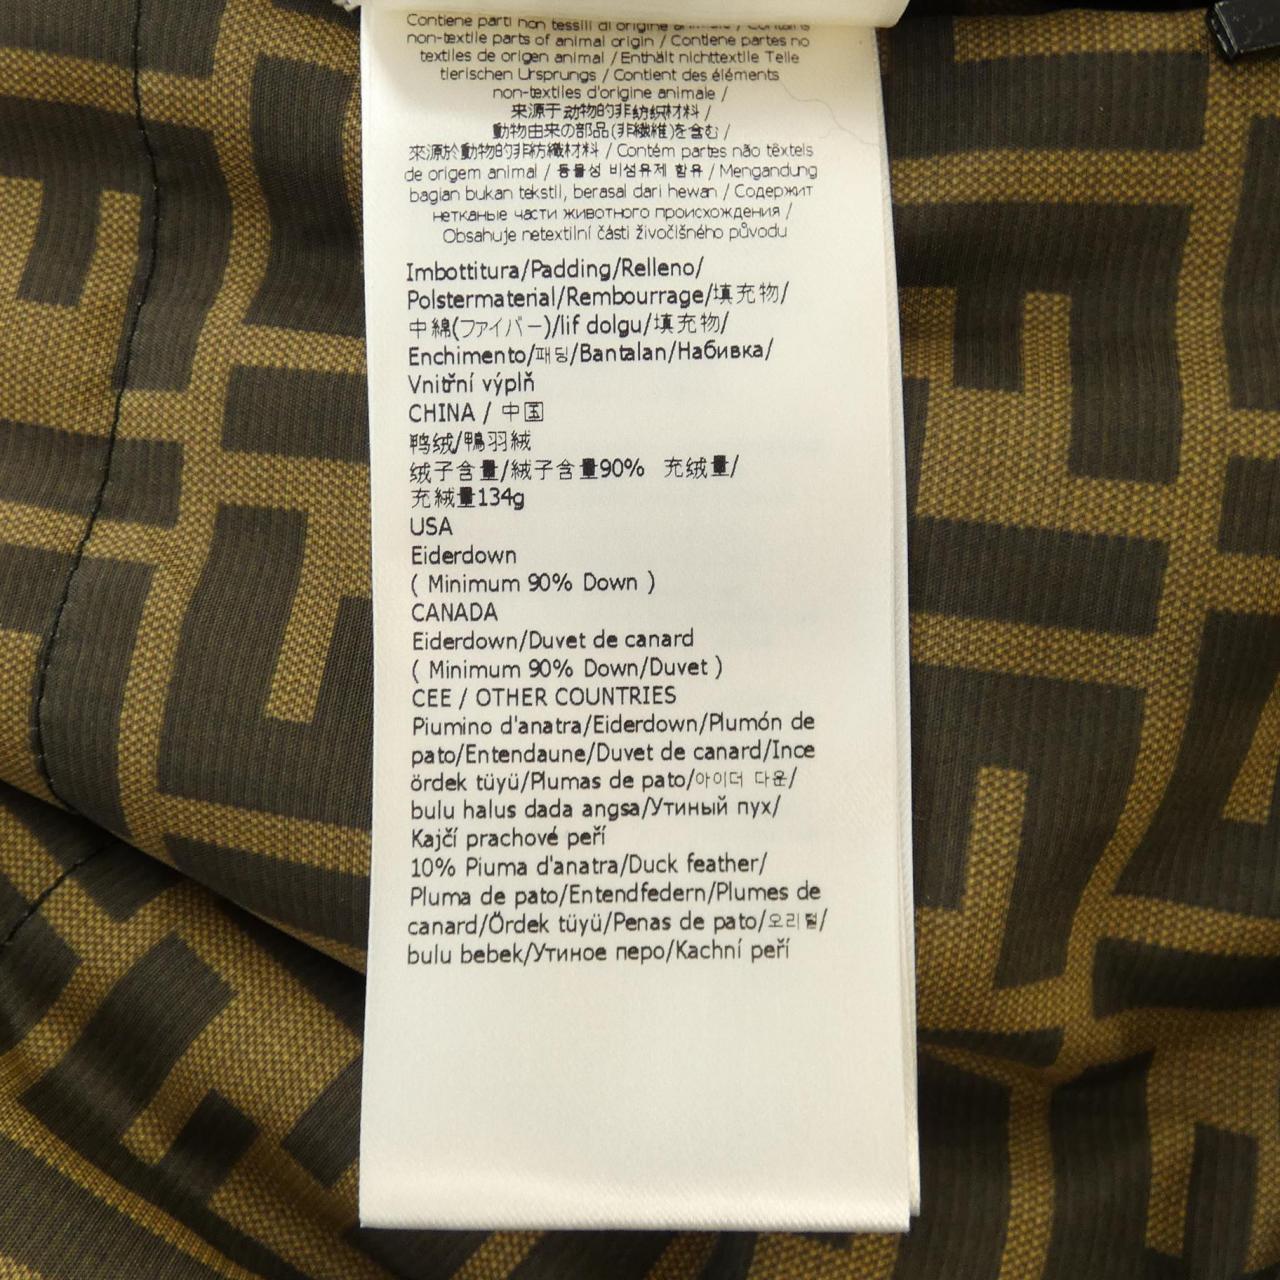 Contiene parti non tessili di origine animale / Contains
non-textile parts of animal origin / Contiene partes no
textiles de origen animal / Enthält nichttextile Teile
tierischen Ursprungs / Contient des éléments
non-textiles d'origine animale /
来源于动物的非纺织材料 /
動物由来の部品(非繊維)を含む /
來源於動物的非紡織材料 / Contém partes não têxteis
de origem animal / 동물성 비섬유제 함유 / Mengandung
bagian bukan tekstil, berasal dari hewan / Содержит
нетканые части животного происхождения /
Obsahuje netextilní části živočišného původu
Imbottitura/Padding/Relleno/
Polstermaterial/Rembourrage/填充物/
中綿(ファイバー)/lif dolgu/填充物/
Enchimento/패딩/Bantalan/Набивка/
Vnitřní výplň
CHINA / 中国
鸭绒/鴨羽絨
绒子含量/絨子含量90% 充绒量/
充絨量134g
USA
Eiderdown
( Minimum 90% Down )
CANADA
Eiderdown/Duvet de canard
( Minimum 90% Down/Duvet )
CEE / OTHER COUNTRIES
Piumino d'anatra/Eiderdown/Plumón de
pato/Entendaune/Duvet de canard/Ince
ördek tüyü/Plumas de pato/아이더 다운/
bulu halus dada angsa/Утиный пух/
Kajčí prachové peří
10% Piuma d'anatra/Duck feather/
Pluma de pato/Entendfedern/Plumes de
canard/Ördek tüyü/Penas de pato/오리털/
bulu bebek/Утиное перо/Kachní peří